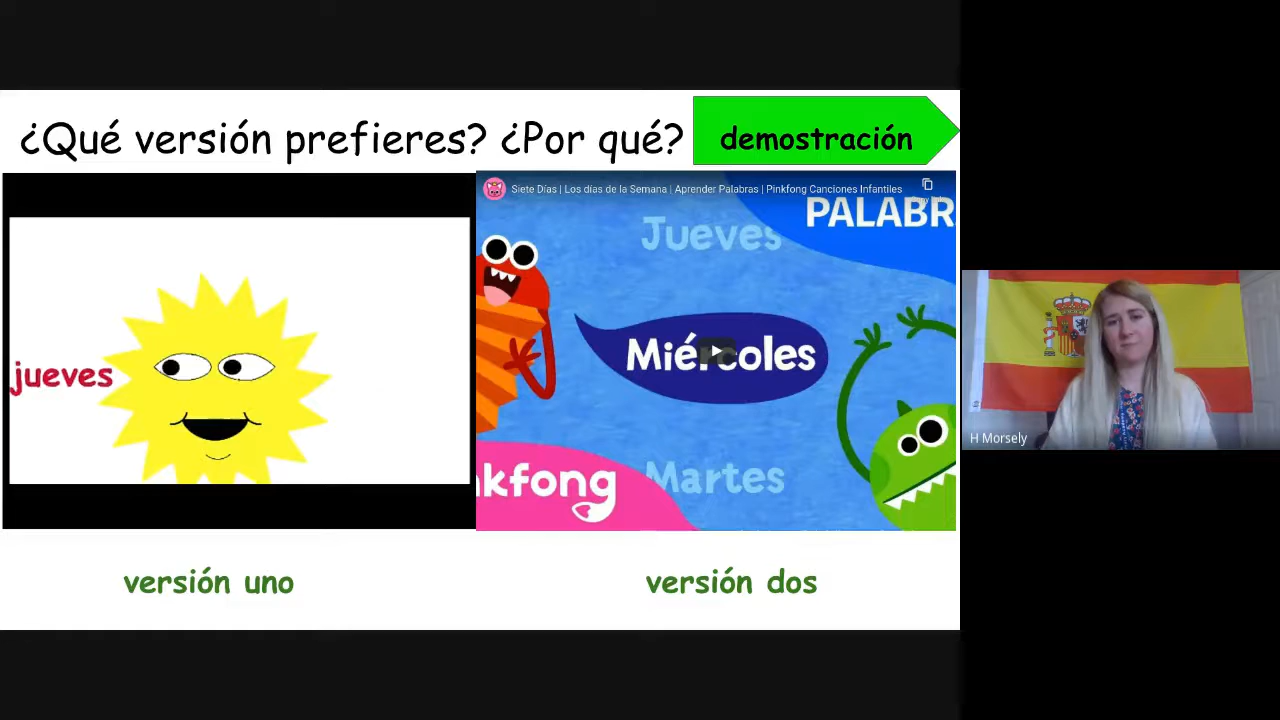 ¿Qué versión prefieres? ¿Por qué?
demostración
jueves
Siete Días | Los días de la Semana | Aprender Palabras | Pinkfong Canciones Infantiles
PALABR
Jueves
Miércoles
Martes
nkfong
versión uno
versión dos
H Morsely